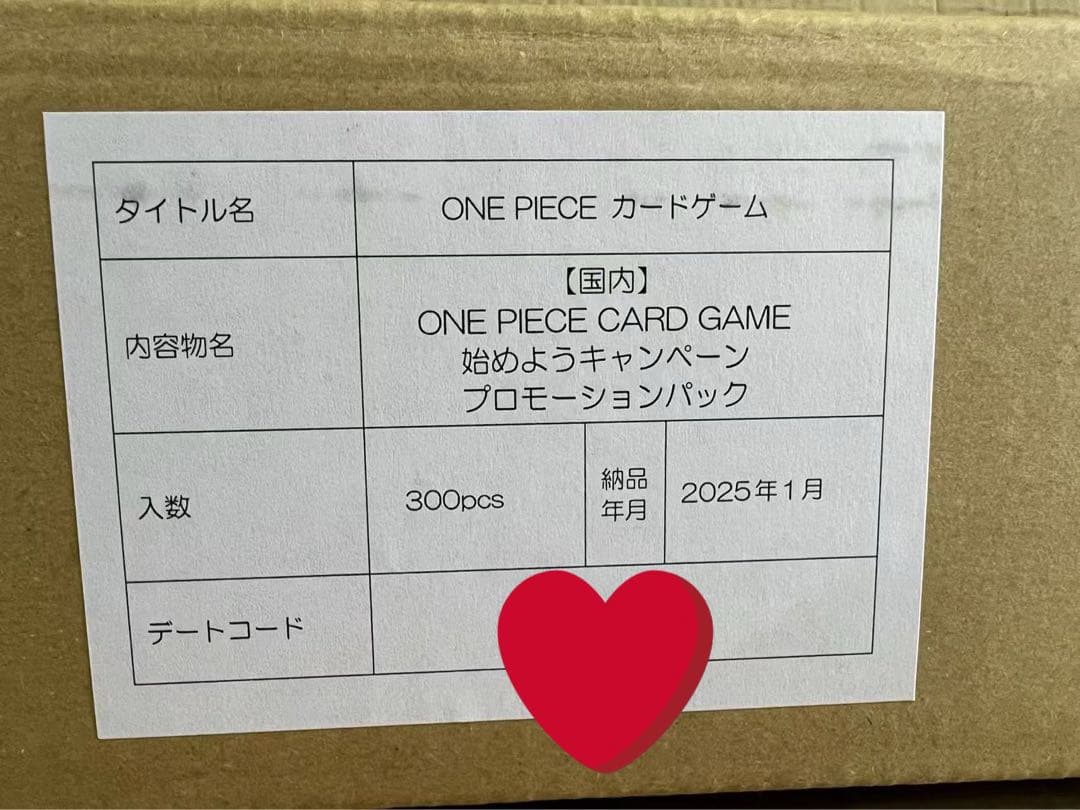 タイトル名
ONE PIECE カードゲーム
内容物名
【国内】
ONE PIECE CARD GAME
始めようキャンペーン
プロモーションパック
入数
300pcs
納品
年月
2025年1月
デートコード